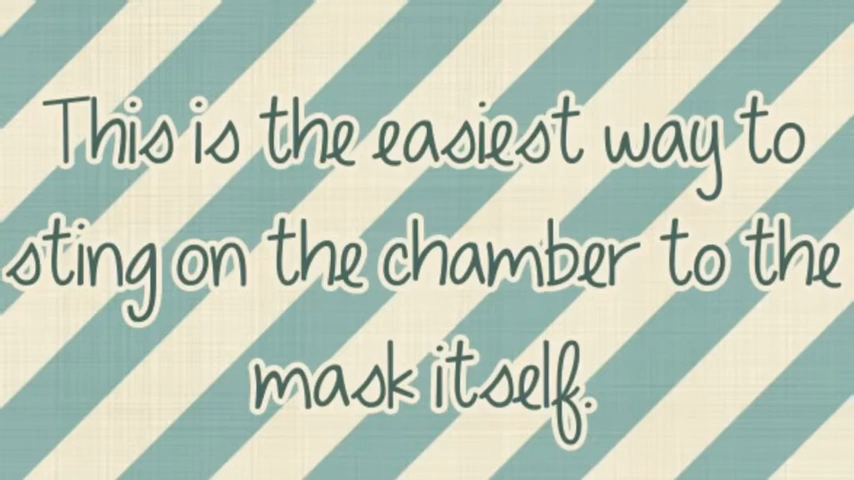 This is the easiest way to
sting on the chamber to the
mask itself.